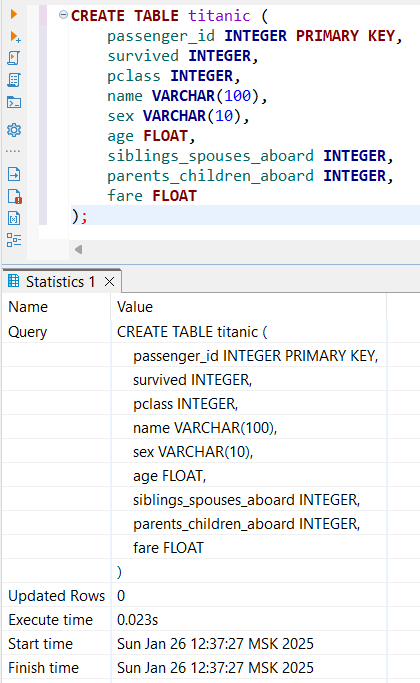 CREATE TABLE titanic (
passenger_id INTEGER PRIMARY KEY,
survived INTEGER,
pclass INTEGER,
name VARCHAR(100),
sex VARCHAR(10),
age FLOAT,
siblings_spouses_aboard INTEGER,
parents_children_aboard INTEGER,
fare FLOAT
);
Statistics 1
Name Value
Query CREATE TABLE titanic (
passenger_id INTEGER PRIMARY KEY,
survived INTEGER,
pclass INTEGER,
name VARCHAR(100),
sex VARCHAR(10),
age FLOAT,
siblings_spouses_aboard INTEGER,
parents_children_aboard INTEGER,
fare FLOAT
)
Updated Rows 0
Execute time 0.023s
Start time Sun Jan 26 12:37:27 MSK 2025
Finish time Sun Jan 26 12:37:27 MSK 2025